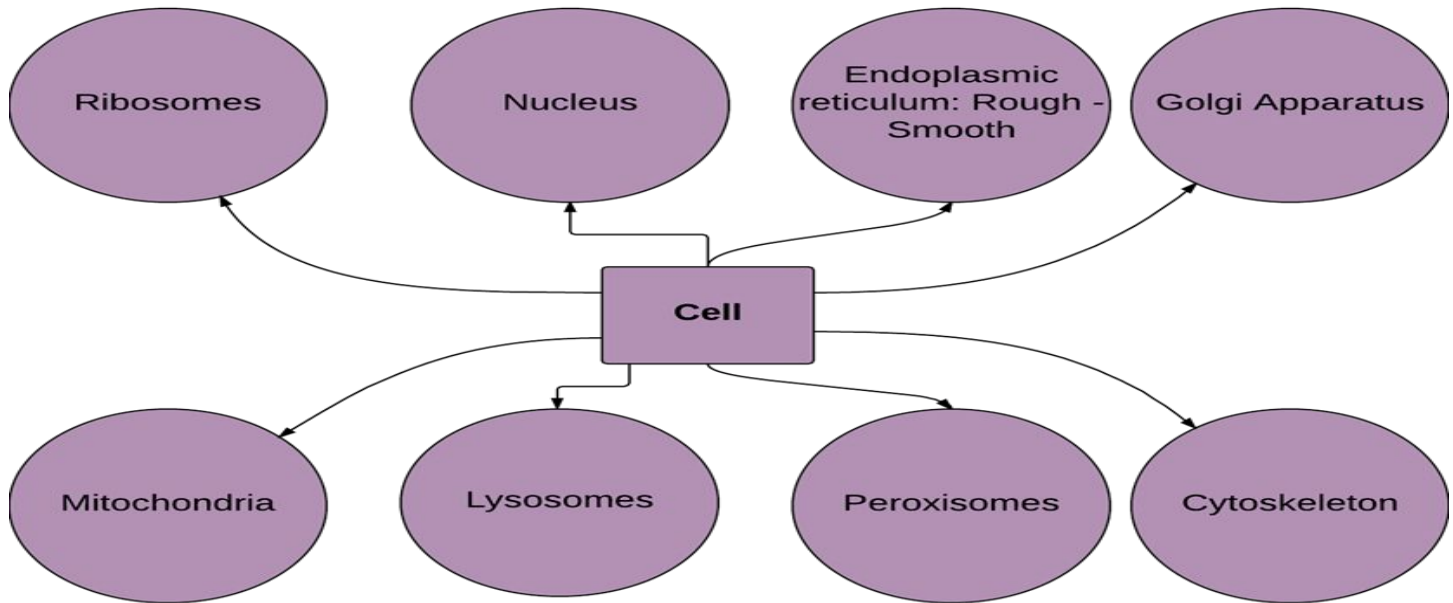 Ribosomes
Nucleus
Endoplasmic
reticulum: Rough -
Smooth
Golgi Apparatus
Cell
Mitochondria
Lysosomes
Peroxisomes
Cytoskeleton